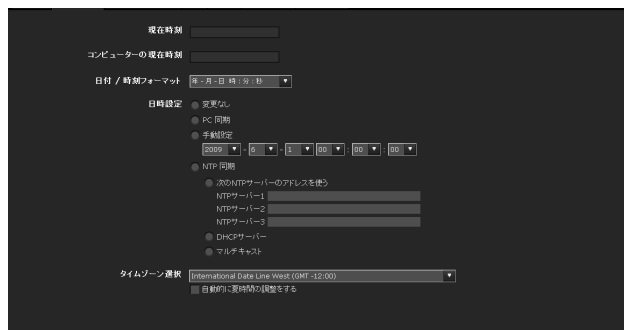 現在時刻
コンピューターの現在時刻
日付 / 時刻フォーマット 年 - 月 - 日 時 : 分 : 秒
日時設定 変更なし
PC 同期
手動設定
2009 - 6 - 1 00 : 00 : 00
NTP 同期
次のNTPサーバーのアドレスを使う
NTPサーバー1
NTPサーバー2
NTPサーバー3
DHCPサーバー
マルチキャスト
タイムゾーン選択 International Date Line West (GMT -12:00)
自動的に夏時間の調整をする